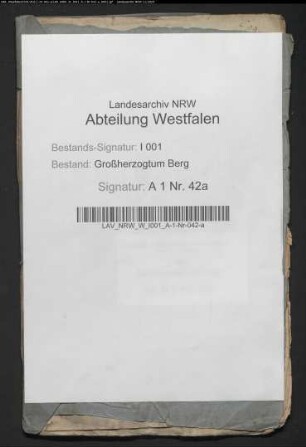 Landesarchiv NRW
Abteilung Westfalen
Bestands-Signatur: I 001
Bestand: Großherzogtum Berg
Signatur: A 1 Nr. 42a
LAV_NRW_W_I001_A-1-Nr-042-a